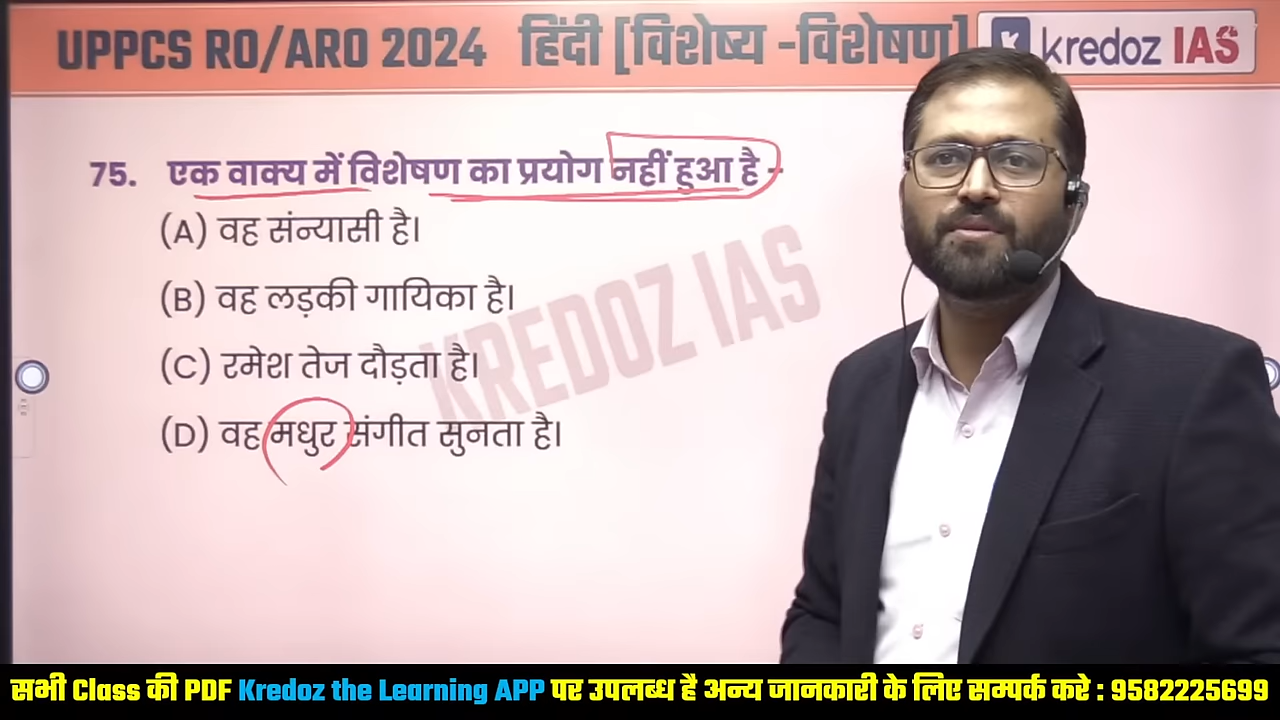 UPPCS RO/ARO 2024 हिंदी [विशेष्य -विशेषण]
kredoz IAS
75. एक वाक्य में विशेषण का प्रयोग नहीं हुआ है -
(A) वह संन्यासी है।
(B) वह लड़की गायिका है।
(C) रमेश तेज दौड़ता है।
(D) वह मधुर संगीत सुनता है।
KREDOZ IAS
सभी Class की PDF Kredoz the Learning APP पर उपलब्ध है अन्य जानकारी के लिए सम्पर्क करे : 9582225699